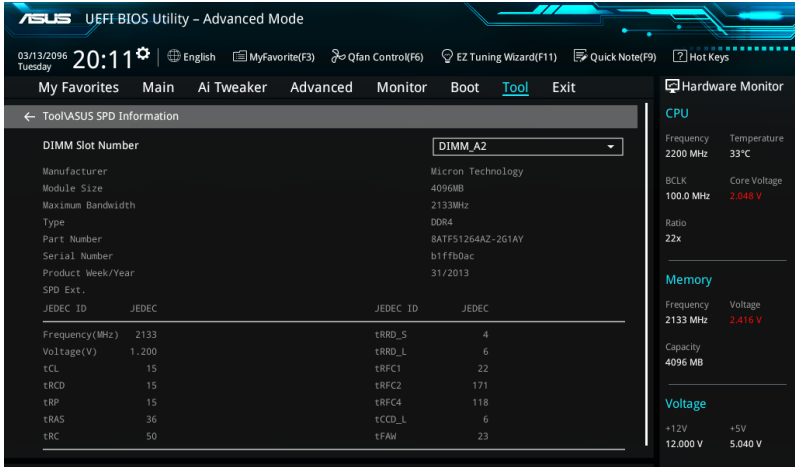 ASUS UEFI BIOS Utility – Advanced Mode
03/13/2096 Tuesday 20:11 English MyFavorite(F3) Qfan Control(F6) EZ Tuning Wizard(F11) Quick Note(F9) ? Hot Keys
My Favorites Main Ai Tweaker Advanced Monitor Boot Tool Exit
Hardware Monitor
← Tool\ASUS SPD Information
DIMM Slot Number DIMM_A2
Manufacturer Micron Technology
Module Size 4096MB
Maximum Bandwidth 2133MHz
Type DDR4
Part Number 8ATF51264AZ-2G1AY
Serial Number b1ffb0ac
Product Week/Year 31/2013
SPD Ext.
JEDEC ID JEDEC JEDEC ID JEDEC
Frequency(MHz) 2133 tRRD_S 4
Voltage(V) 1.200 tRRD_L 6
tCL 15 tRFC1 22
tRCD 15 tRFC2 171
tRP 15 tRFC4 118
tRAS 36 tCCD_L 6
tRC 50 tFAW 23
CPU
Frequency Temperature
2200 MHz 33°C
BCLK Core Voltage
100.0 MHz 2.048 V
Ratio
22x
Memory
Frequency Voltage
2133 MHz 2.416 V
Capacity
4096 MB
Voltage
+12V +5V
12.000 V 5.040 V